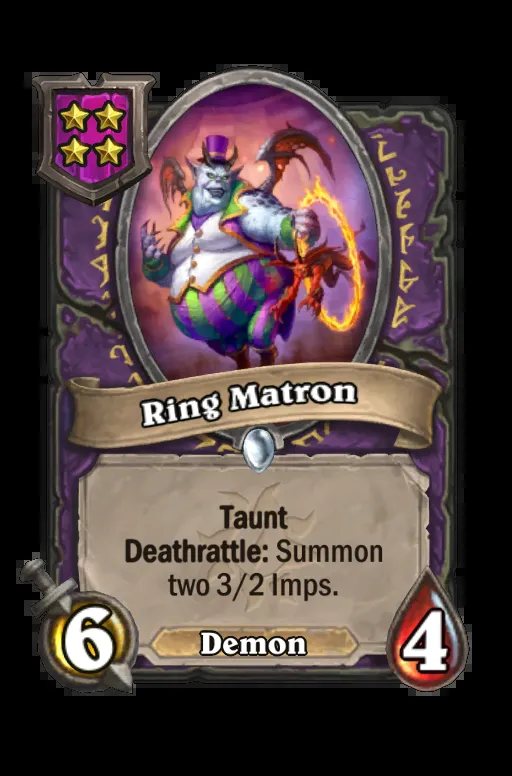 Ring Matron
Taunt
Deathrattle: Summon
two 3/2 Imps.
6
Demon
4